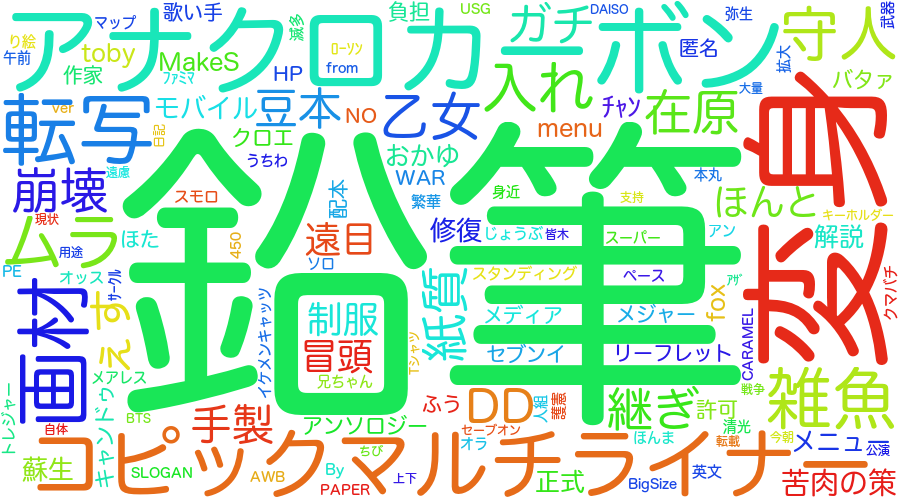 アナクロ
カーボン
ガチ
守人
武器
マップ
歌い手
減多
ローソン
負担
USG
DAISO
弥生
り絵
午前
toby
作家
MakeS
ファミマ
HP
from
匿名
拡大
バタァ
ver
転写
日記
モバイル
豆本
NO
乙女
入れ
チャン
在原
大量
変身
クロエ
menu
遠慮
うちわ
おかゆ
WAR
崩壊
スモロ
配本
繁華
身近
本丸
支持
ほんと
キーホルダー
現状
ムラ
ほた
450
遠目
ソロ
修復
じょうぶ
皆木
スーパー
アン
解説
用途
PE
オッス
サークル
鉛筆
制服
紙質
スタンディング
ペース
アザ
クマバチ
画材
えす
イケメンキャッツ
冒頭
Tシャツ
メディア
メジャー
fox
CARAMEL
メアレス
兄ちゃん
セブンイ
リーフレット
戦争
雑魚
トレジャー
キャンドゥ
BTS
手製
アンソロジー
ふう
DD
人組
護憲
継ぎ
許可
清光
自体
コピックマルチライナー
セーブオン
オラ
ほんま
転載
今朝
メニュー
公演
蘇生
SLOGAN
AWB
ちび
By
PAPER
上下
正式
BigSize
英文
苦肉の策